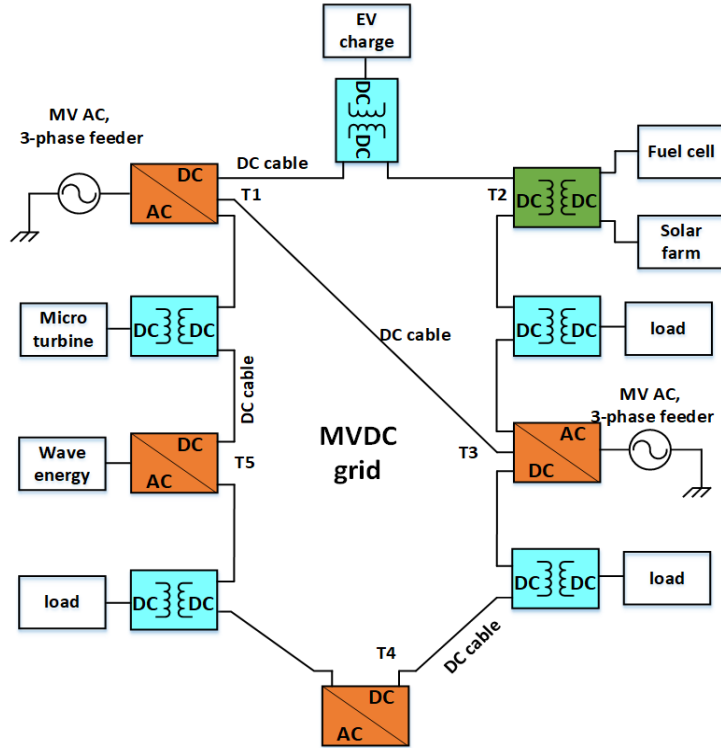 EV
charge
DC
DC
MV AC,
3-phase feeder
DC
AC
DC cable
T1
T2
DC
DC
Fuel cell
Solar
farm
Micro
turbine
DC
DC
DC cable
DC
DC
load
DC cable
MV AC,
3-phase feeder
Wave
energy
DC
AC
T5
MVDC
grid
T3
AC
DC
load
DC
DC
DC
DC
load
T4
DC cable
DC
AC